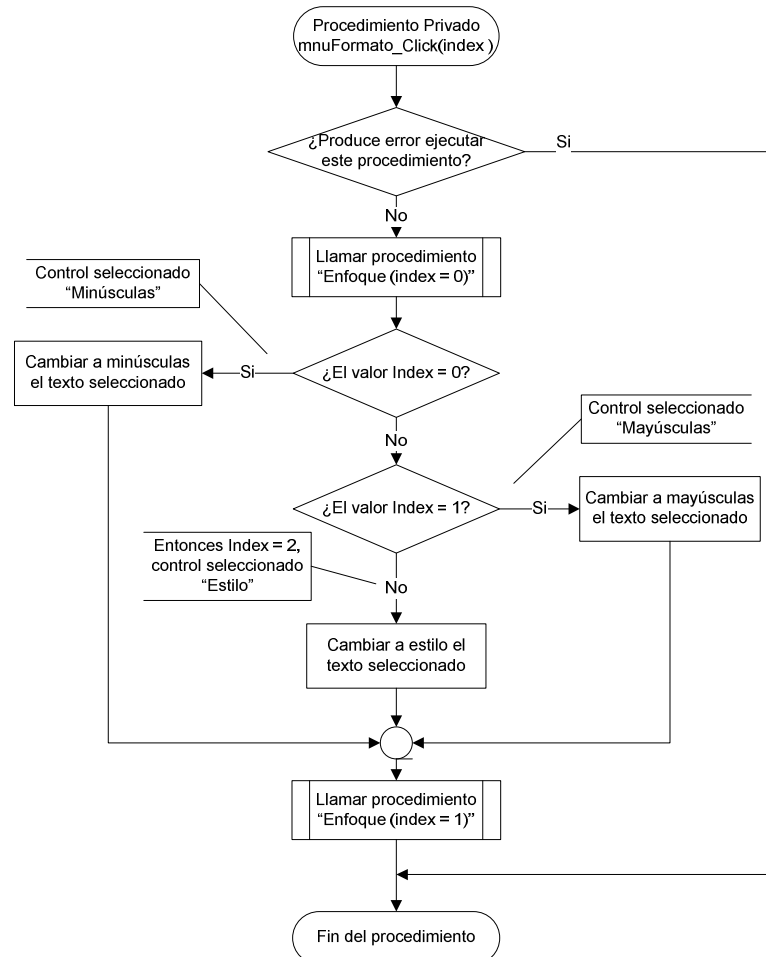 Procedimiento Privado
mnuFormato_Click(index )
¿Produce error ejecutar
este procedimiento?
Si
No
Llamar procedimiento
“Enfoque (index = 0)”
Control seleccionado
“Minúsculas”
Cambiar a minúsculas
el texto seleccionado
Si
¿El valor Index = 0?
No
Control seleccionado
“Mayúsculas”
¿El valor Index = 1?
Si
Cambiar a mayúsculas
el texto seleccionado
Entonces Index = 2,
control seleccionado
“Estilo”
No
Cambiar a estilo el
texto seleccionado
Llamar procedimiento
“Enfoque (index = 1)”
Fin del procedimiento